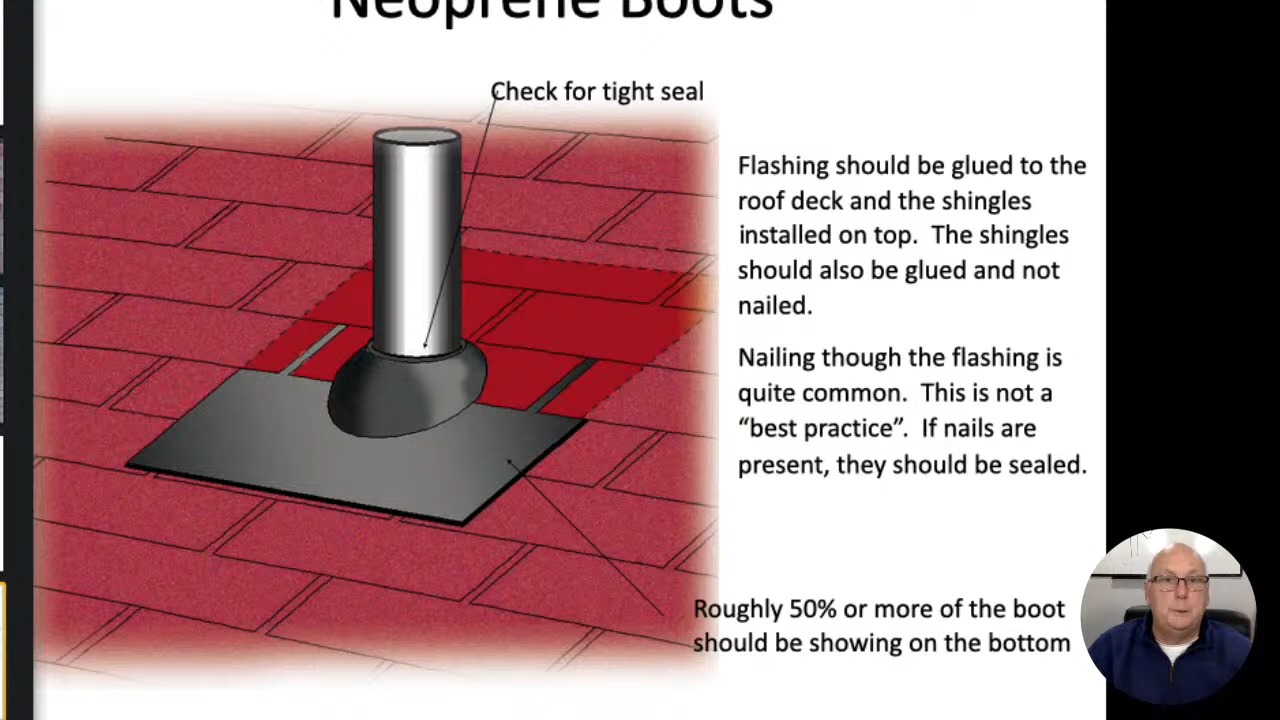 Neoprene Boots
Check for tight seal
Flashing should be glued to the
roof deck and the shingles
installed on top. The shingles
should also be glued and not
nailed.
Nailing though the flashing is
quite common. This is not a
“best practice”. If nails are
present, they should be sealed.
Roughly 50% or more of the boot
should be showing on the bottom